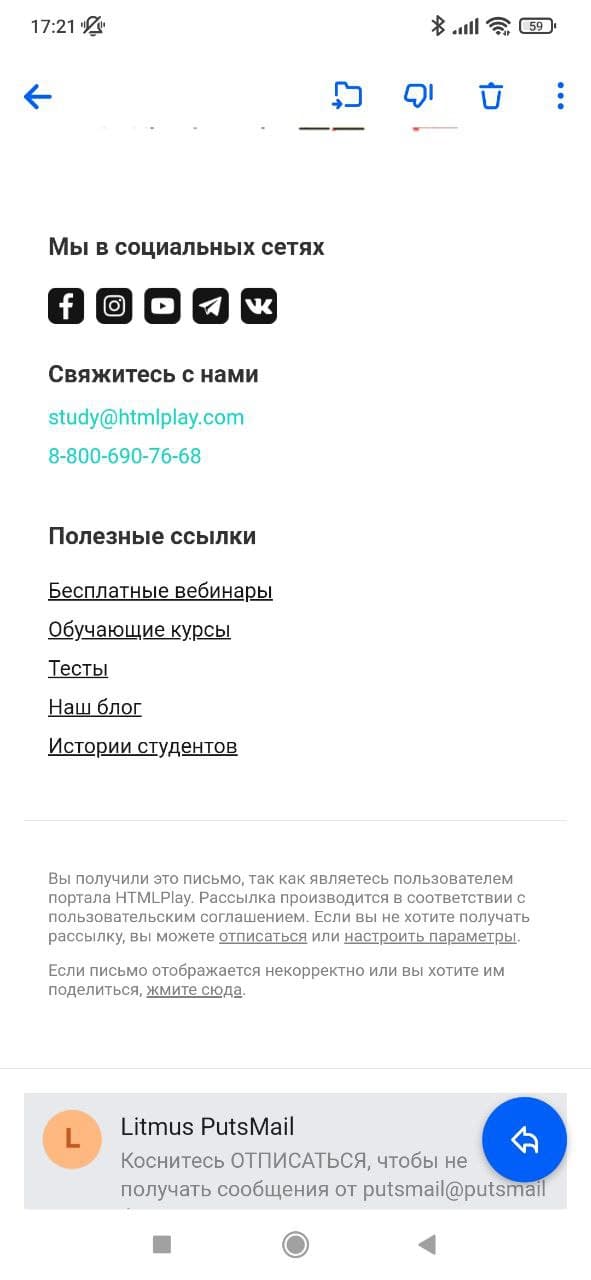 17:21
59
Мы в социальных сетях
Свяжитесь с нами
study@htmlplay.com
8-800-690-76-68
Полезные ссылки
Бесплатные вебинары
Обучающие курсы
Тесты
Наш блог
Истории студентов
Вы получили это письмо, так как являетесь пользователем
портала HTMLPlay. Рассылка производится в соответствии с
пользовательским соглашением. Если вы не хотите получать
рассылку, вы можете отписаться или настроить параметры.
Если письмо отображается некорректно или вы хотите им
поделиться, жмите сюда.
L
Litmus PutsMail
Коснитесь ОТПИСАТЬСЯ, чтобы не
получать сообщения от putsmail@putsmail